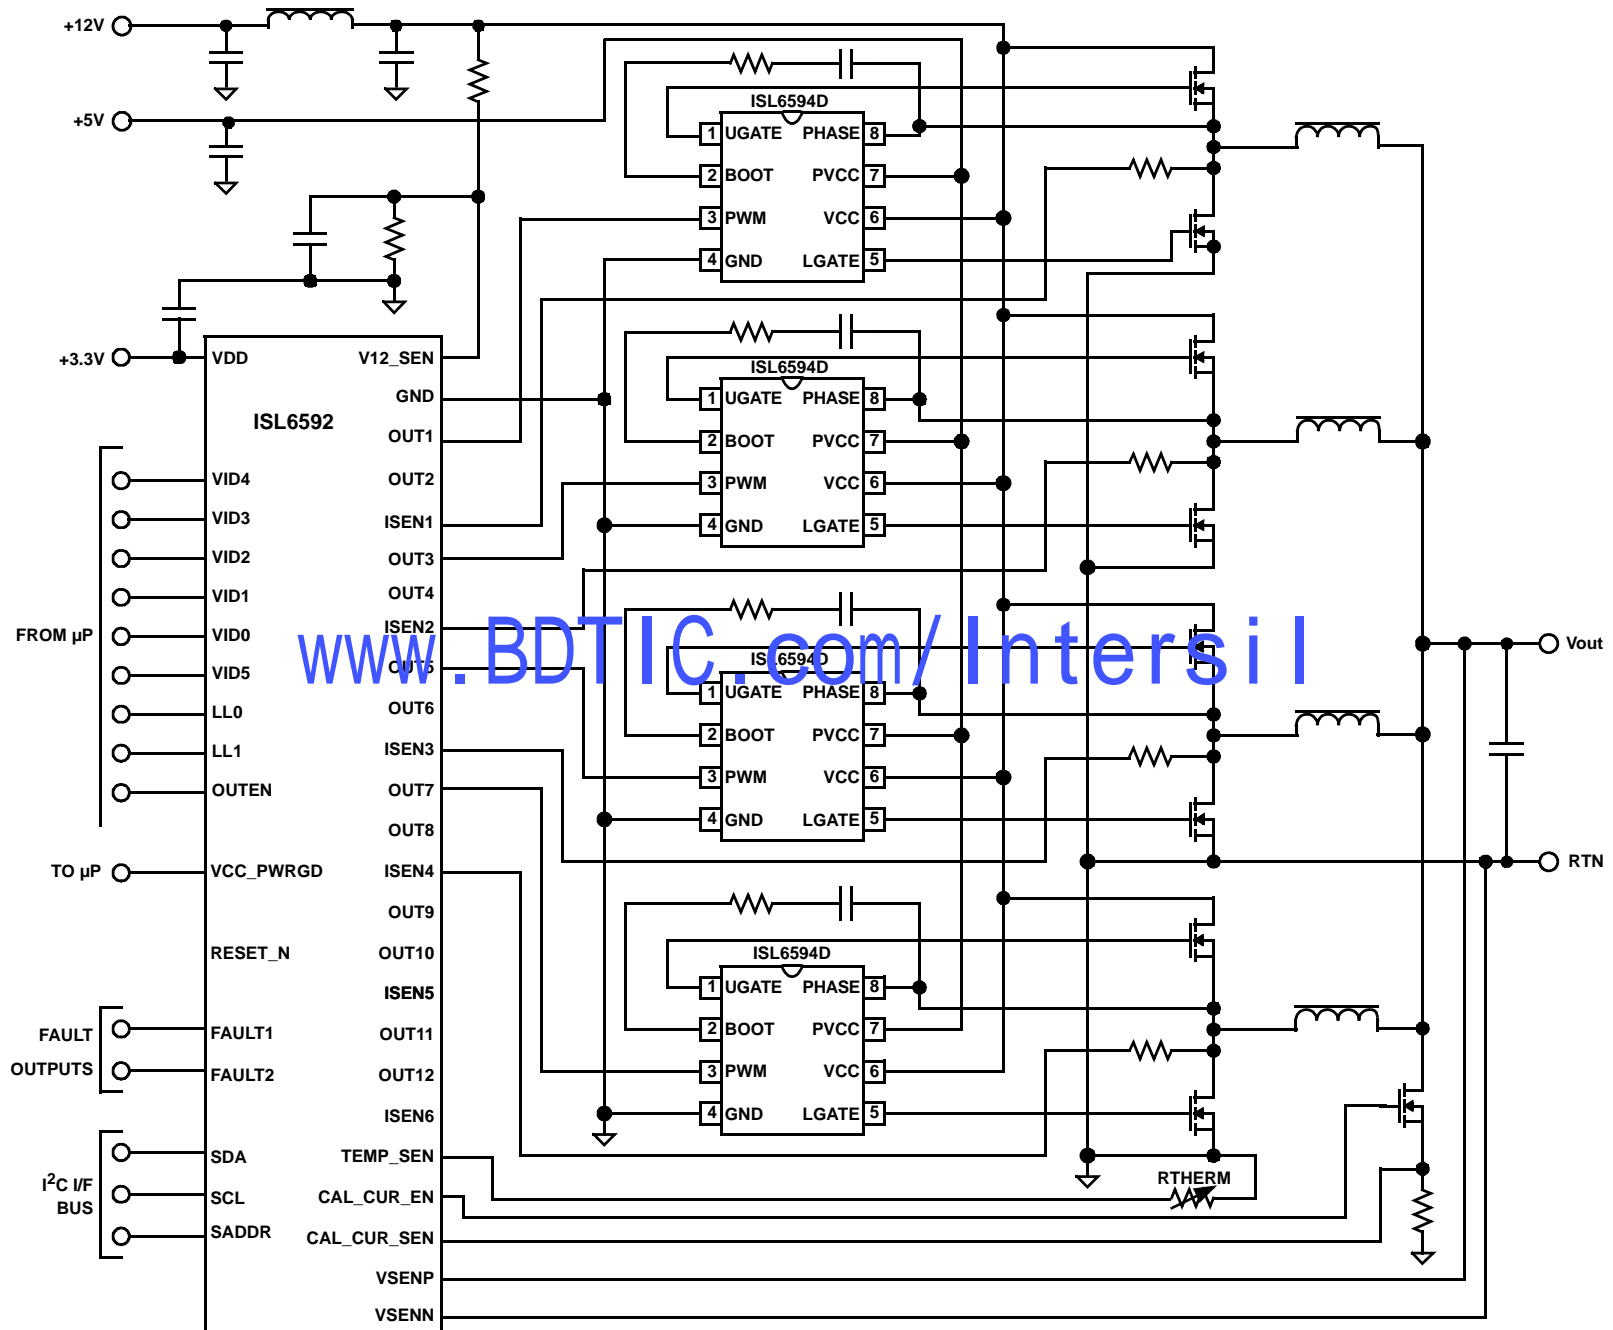 +12V
+5V
+3.3V
ISL6592
VDD
VID4
VID3
VID2
VID1
VID0
VID5
LL0
LL1
OUTEN
VCC_PWRGD
RESET_N
FAULT1
FAULT2
SDA
SCL
SADDR
FROM µP
TO µP
FAULT
OUTPUTS
I2C I/F
BUS
V12_SEN
GND
OUT1
OUT2
ISEN1
OUT3
OUT4
ISEN2
OUT5
OUT6
ISEN3
OUT7
OUT8
ISEN4
OUT9
OUT10
ISEN5
OUT11
OUT12
ISEN6
TEMP_SEN
CAL_CUR_EN
CAL_CUR_SEN
VSENP
VSENN
ISL6594D
1 UGATE PHASE 8
2 BOOT PVCC 7
3 PWM VCC 6
4 GND LGATE 5
ISL6594D
1 UGATE PHASE 8
2 BOOT PVCC 7
3 PWM VCC 6
4 GND LGATE 5
www.BDTIC.com/Intersil
ISL6594D
1 UGATE PHASE 8
2 BOOT PVCC 7
3 PWM VCC 6
4 GND LGATE 5
ISL6594D
1 UGATE PHASE 8
2 BOOT PVCC 7
3 PWM VCC 6
4 GND LGATE 5
RTHERM
Vout
RTN